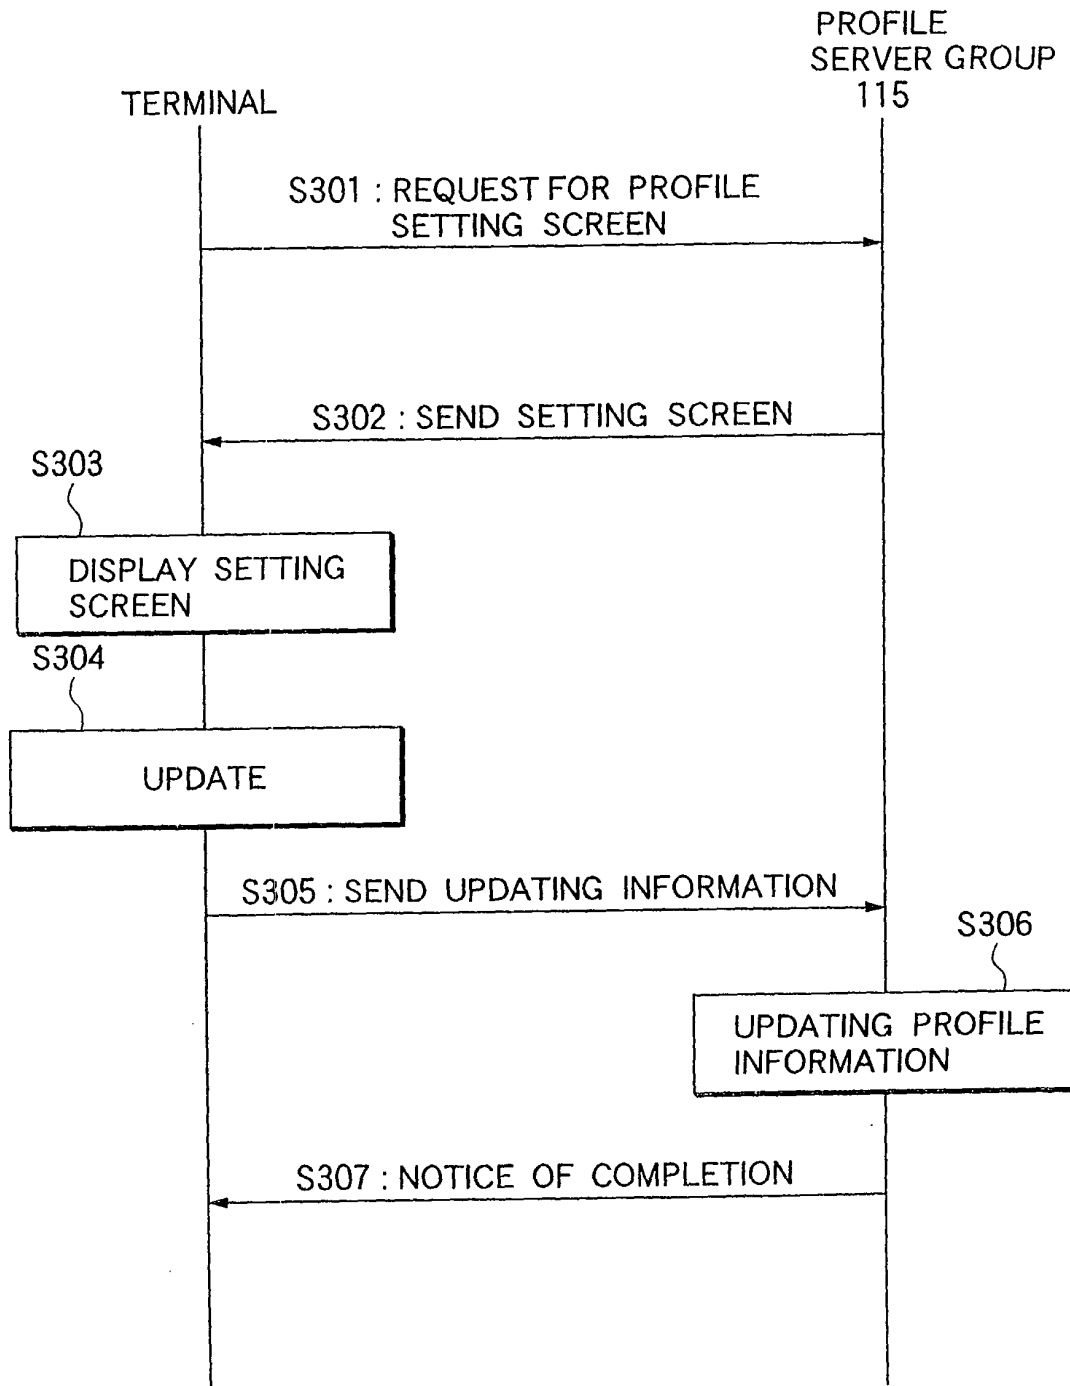 PROFILE
SERVER GROUP
115
TERMINAL
S301 : REQUEST FOR PROFILE
SETTING SCREEN
S302 : SEND SETTING SCREEN
S303
DISPLAY SETTING
SCREEN
S304
UPDATE
S305 : SEND UPDATING INFORMATION
S306
UPDATING PROFILE
INFORMATION
S307 : NOTICE OF COMPLETION